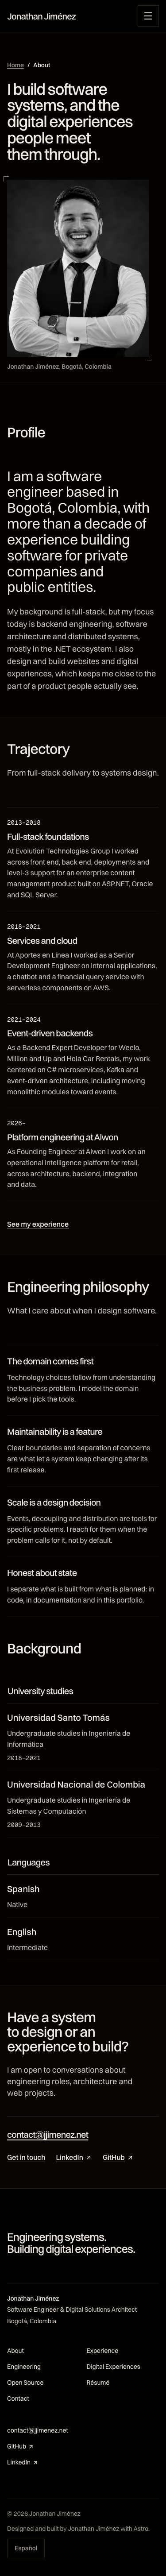 Jonathan Jiménez
Home / About
I build software
systems, and the
digital experiences
people meet
them through.
Jonathan Jiménez, Bogotá, Colombia
Profile
I am a software
engineer based in
Bogotá, Colombia, with
more than a decade of
experience building
software for private
companies and
public entities.
My background is full-stack, but my focus
today is backend engineering, software
architecture and distributed systems,
mostly in the .NET ecosystem. I also
design and build websites and digital
experiences, which keeps me close to the
part of a product people actually see.
Trajectory
From full-stack delivery to systems design.
2013–2018
Full-stack foundations
At Evolution Technologies Group I worked
across front end, back end, deployments and
level-3 support for an enterprise content
management product built on ASP.NET, Oracle
and SQL Server.
2018–2021
Services and cloud
At Aportes en Línea I worked as a Senior
Development Engineer on internal applications,
a chatbot and a financial query service with
serverless components on AWS.
2021–2024
Event-driven backends
As a Backend Expert Developer for Weelo,
Million and Up and Hola Car Rentals, my work
centered on C# microservices, Kafka and
event-driven architecture, including moving
monolithic modules toward events.
2026–
Platform engineering at Alwon
As Founding Engineer at Alwon I work on an
operational intelligence platform for retail,
across architecture, backend, integration
and data.
See my experience
Engineering philosophy
What I care about when I design software.
The domain comes first
Technology choices follow from understanding
the business problem. I model the domain
before I pick the tools.
Maintainability is a feature
Clear boundaries and separation of concerns
are what let a system keep changing after its
first release.
Scale is a design decision
Events, decoupling and distribution are tools for
specific problems. I reach for them when the
problem calls for it, not by default.
Honest about state
I separate what is built from what is planned: in
code, in documentation and in this portfolio.
Background
University studies
Universidad Santo Tomás
Undergraduate studies in Ingeniería de
Informática
2018–2021
Universidad Nacional de Colombia
Undergraduate studies in Ingeniería de
Sistemas y Computación
2009–2013
Languages
Spanish
Native
English
Intermediate
Have a system
to design or an
experience to build?
I am open to conversations about
engineering roles, architecture and
web projects.
contact@jjimenez.net
Get in touch LinkedIn ↗ GitHub ↗
Engineering systems.
Building digital experiences.
Jonathan Jiménez
Software Engineer & Digital Solutions Architect
Bogotá, Colombia
About Experience
Engineering Digital Experiences
Open Source Résumé
Contact
contact@jjimenez.net
GitHub ↗
LinkedIn ↗
© 2026 Jonathan Jiménez
Designed and built by Jonathan Jiménez with Astro.
Español